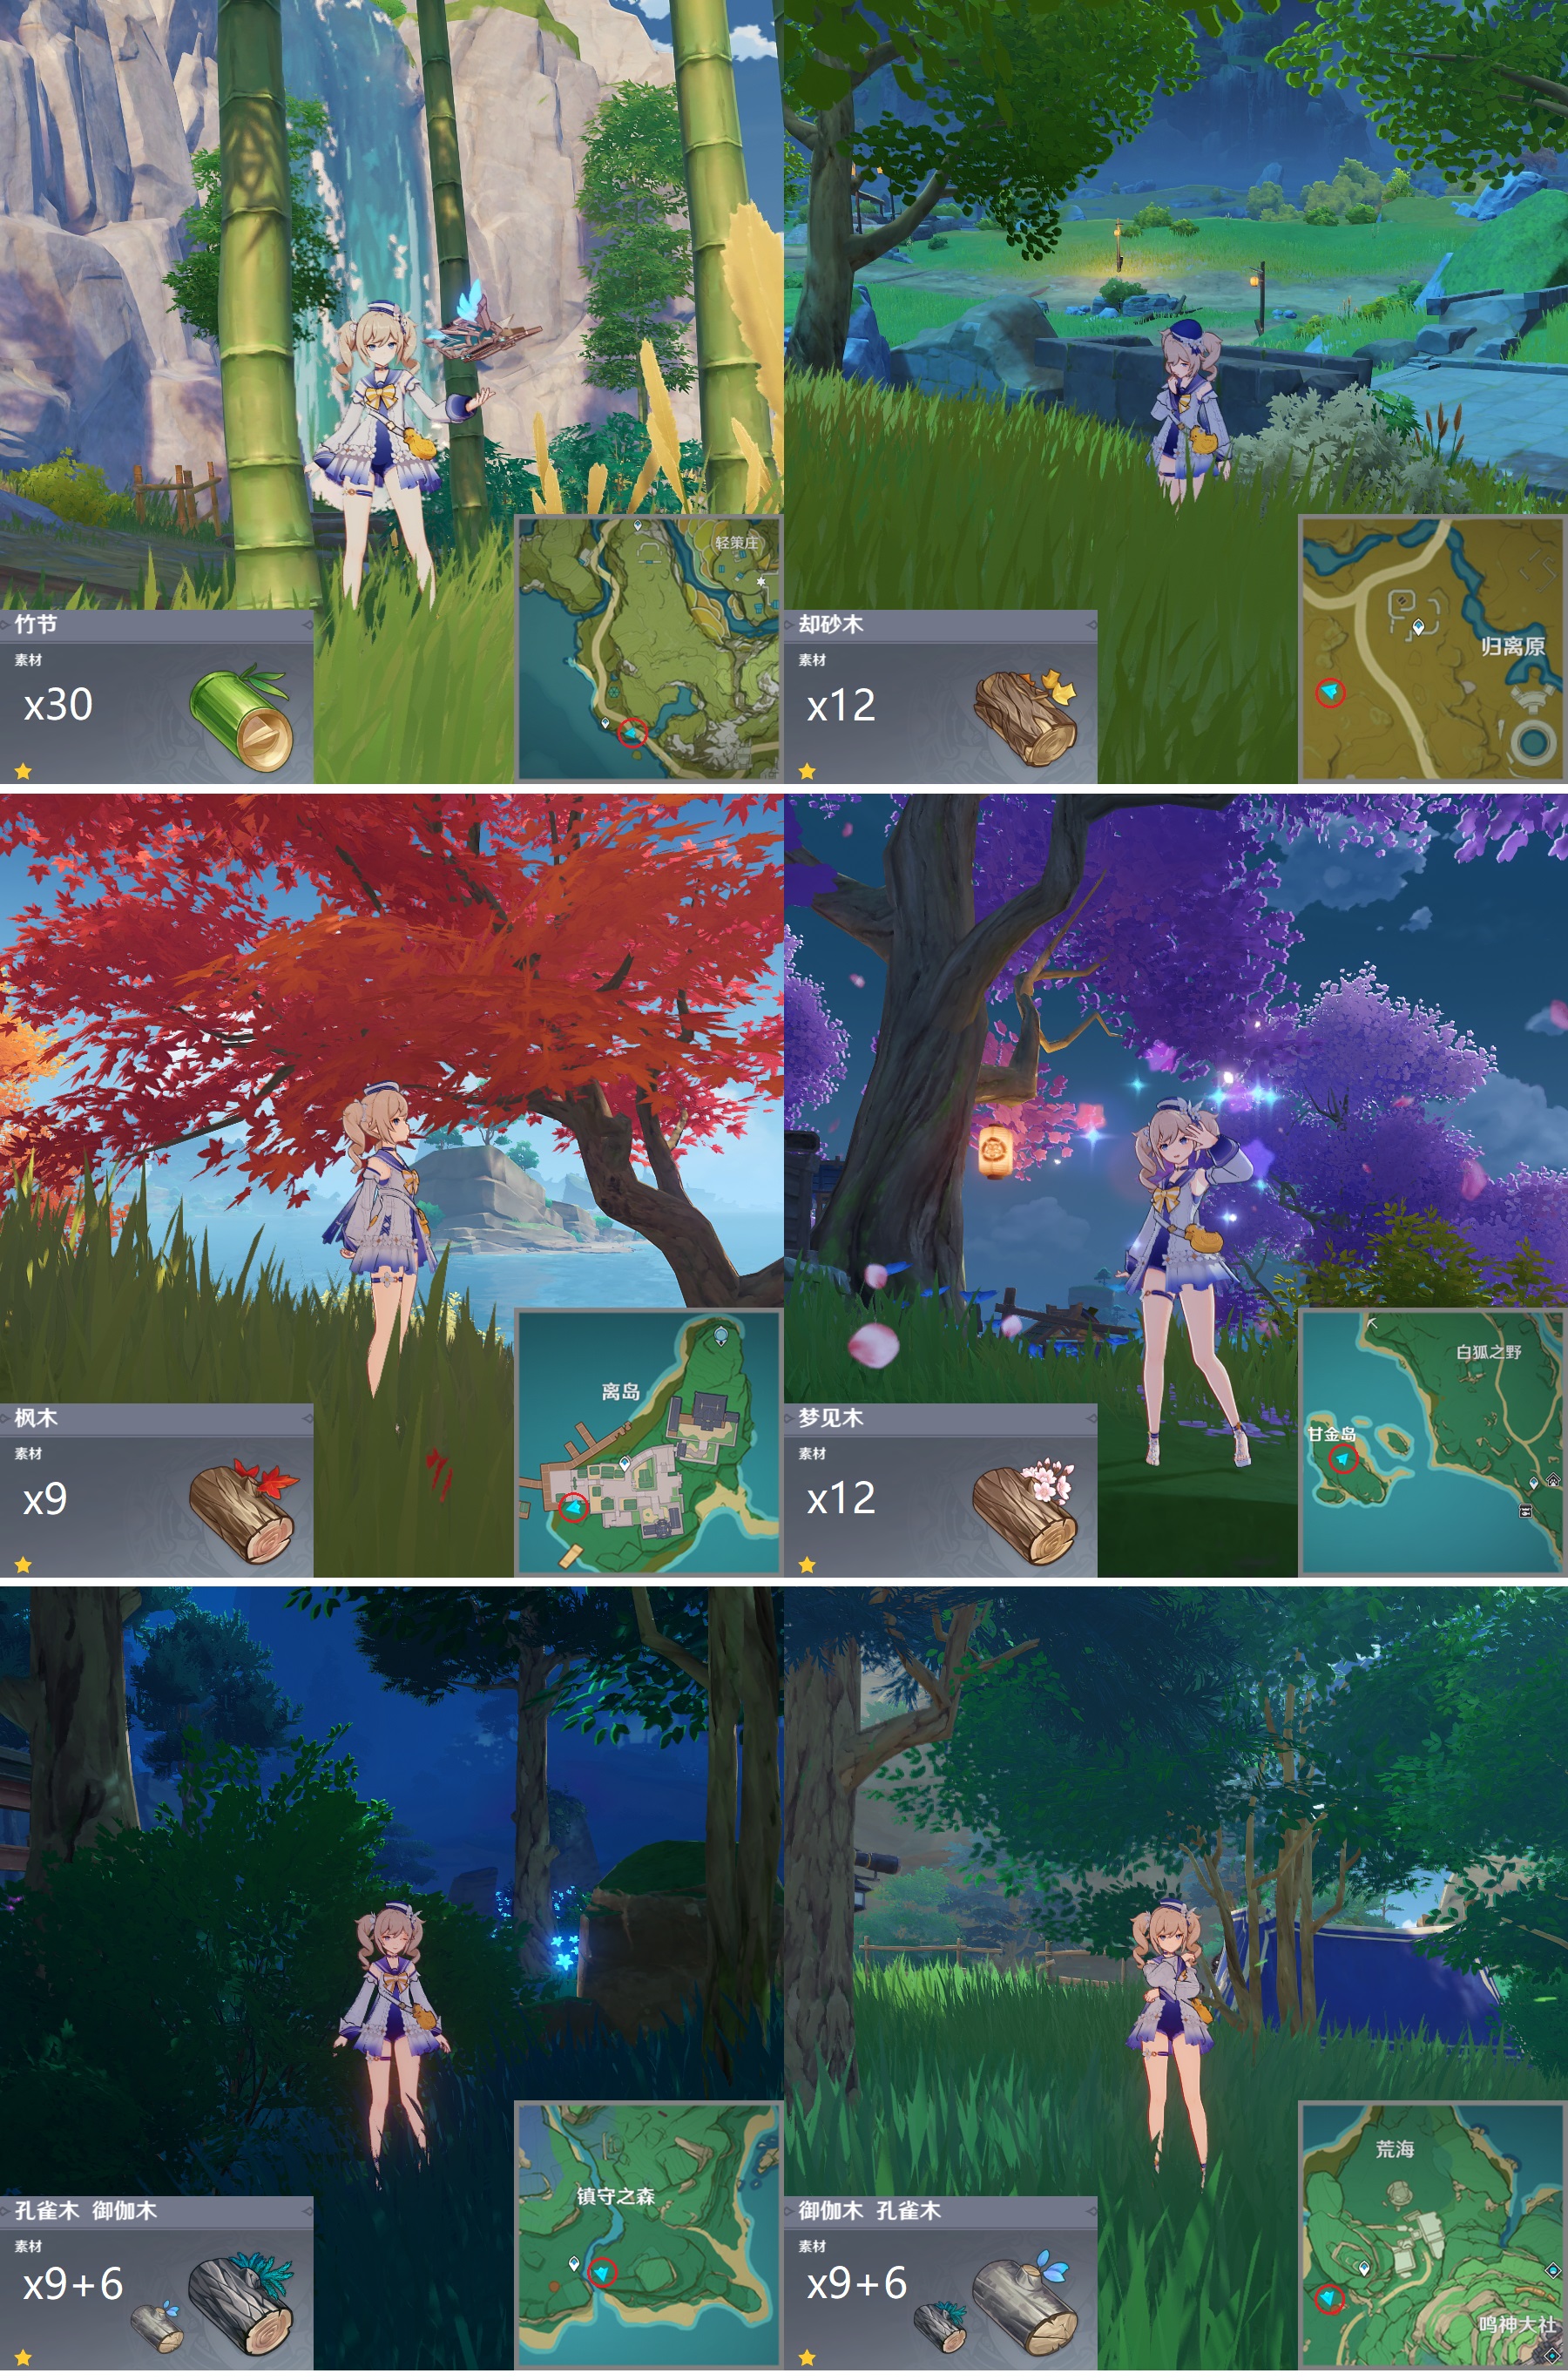 轻策庄
竹节
素材
x30
归离原
却砂木
素材
x12
离岛
枫木
素材
x9
白狐之野
甘金岛
梦见木
素材
x12
镇守之森
孔雀木 御伽木
素材
x9+6
荒海
鸣神大社
御伽木 孔雀木
素材
x9+6